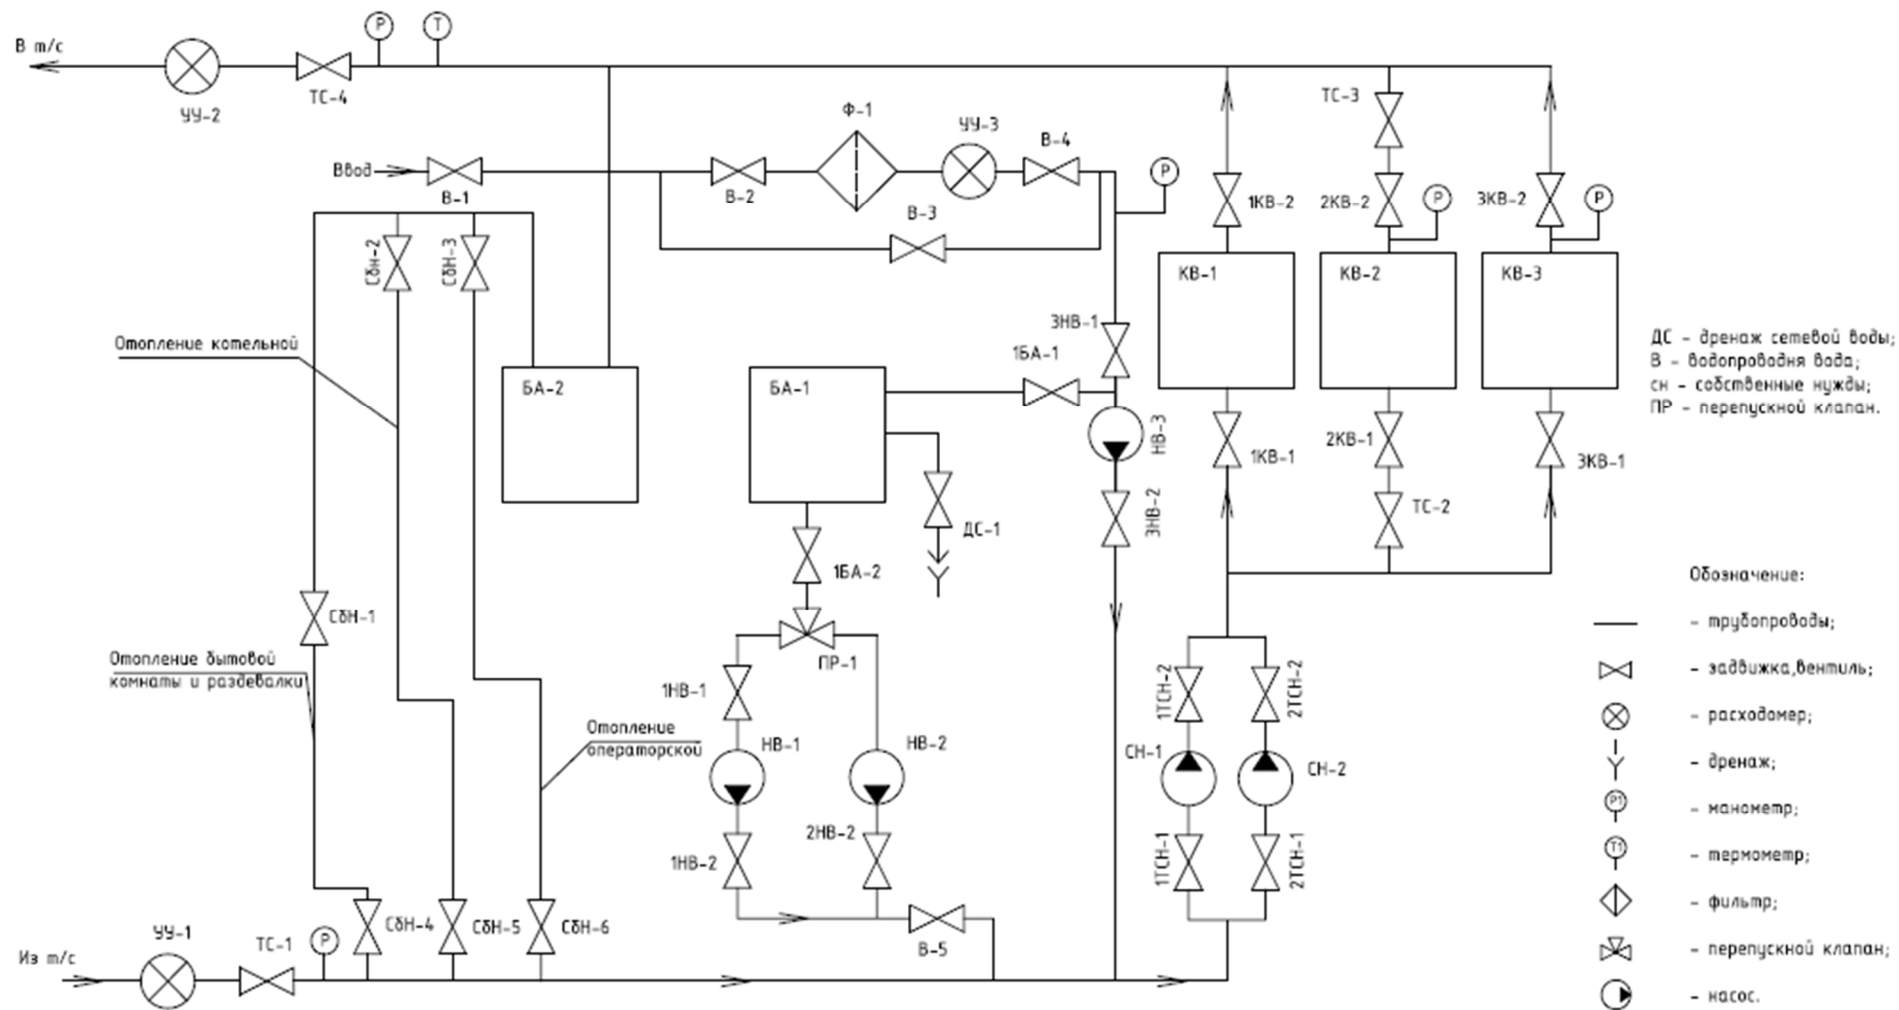 В т/с
Р
Т
УУ-2
ТС-4
Ф-1
УУ-3
В-4
ТС-3
Ввод
В-1
В-2
В-3
Р
1КВ-2
2КВ-2
Р
3КВ-2
Р
Сбн-2
СбН-3
КВ-1
КВ-2
КВ-3
Отопление котельной
3НВ-1
1БА-1
БА-2
БА-1
НВ-3
ДС - дренаж сетевой воды;
В - водопроводня вода;
сн - собственные нужды;
ПР - перепускной клапан.
1КВ-1
2КВ-1
3КВ-1
3НВ-2
ДС-1
ТС-2
1БА-2
СбН-1
ПР-1
Отопление бытовой
комнаты и раздевалки
1НВ-1
1ТСН-2
2ТСН-2
Отопление
операторской
НВ-1
НВ-2
СН-1
СН-2
1НВ-2
2НВ-2
1ТСН-1
2ТСН-1
Из т/с
УУ-1
ТС-1
Р
СбН-4
СбН-5
СбН-6
В-5
Обозначение:
- трубопроводы;
- задвижка,вентиль;
- расходомер;
- дренаж;
Р1
- манометр;
Т1
- термометр;
- фильтр;
- перепускной клапан;
- насос.